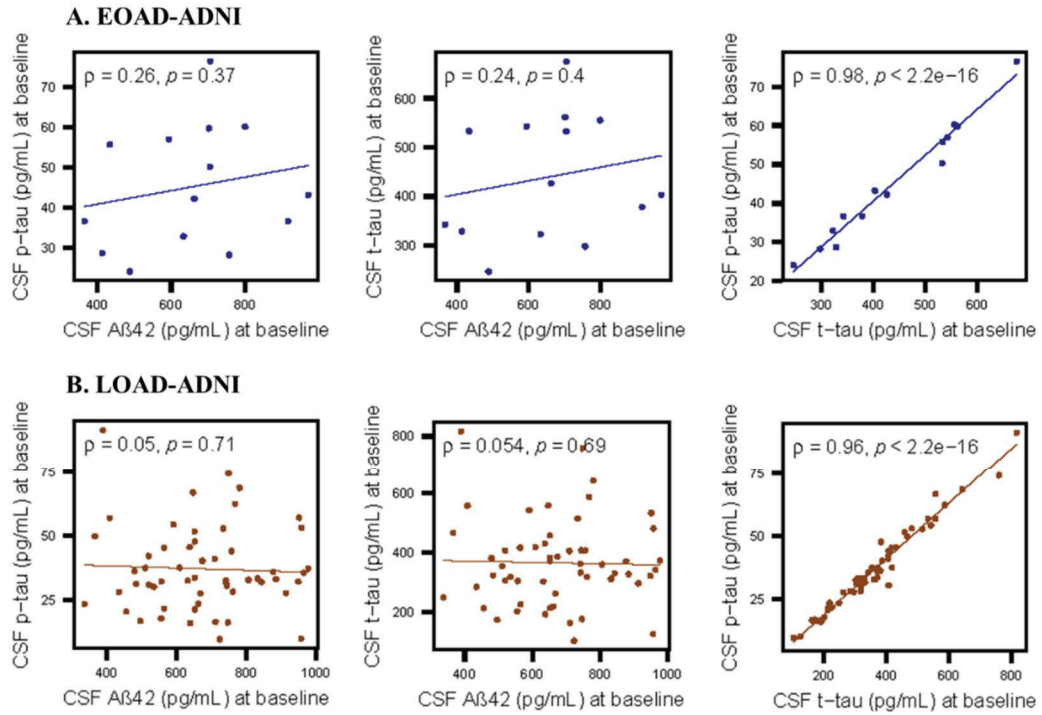 A. EOAD-ADNI
CSF p-tau (pg/mL) at baseline
70
60
50
40
30
ρ = 0.26, p = 0.37
400 600 800
CSF Aß42 (pg/mL) at baseline
CSF t-tau (pg/mL) at baseline
600
500
400
300
ρ = 0.24, p = 0.4
400 600 800
CSF Aß42 (pg/mL) at baseline
CSF p-tau (pg/mL) at baseline
70
60
50
40
30
20
ρ = 0.98, p < 2.2e−16
300 400 500 600
CSF t−tau (pg/mL) at baseline
B. LOAD-ADNI
CSF p-tau (pg/mL) at baseline
75
50
25
ρ = 0.05, p = 0.71
400 600 800 1000
CSF Aß42 (pg/mL) at baseline
CSF t-tau (pg/mL) at baseline
800
600
400
200
ρ = 0.054, p = 0.69
400 600 800 1000
CSF Aß42 (pg/mL) at baseline
CSF p-tau (pg/mL) at baseline
75
50
25
ρ = 0.96, p < 2.2e−16
200 400 600 800
CSF t−tau (pg/mL) at baseline